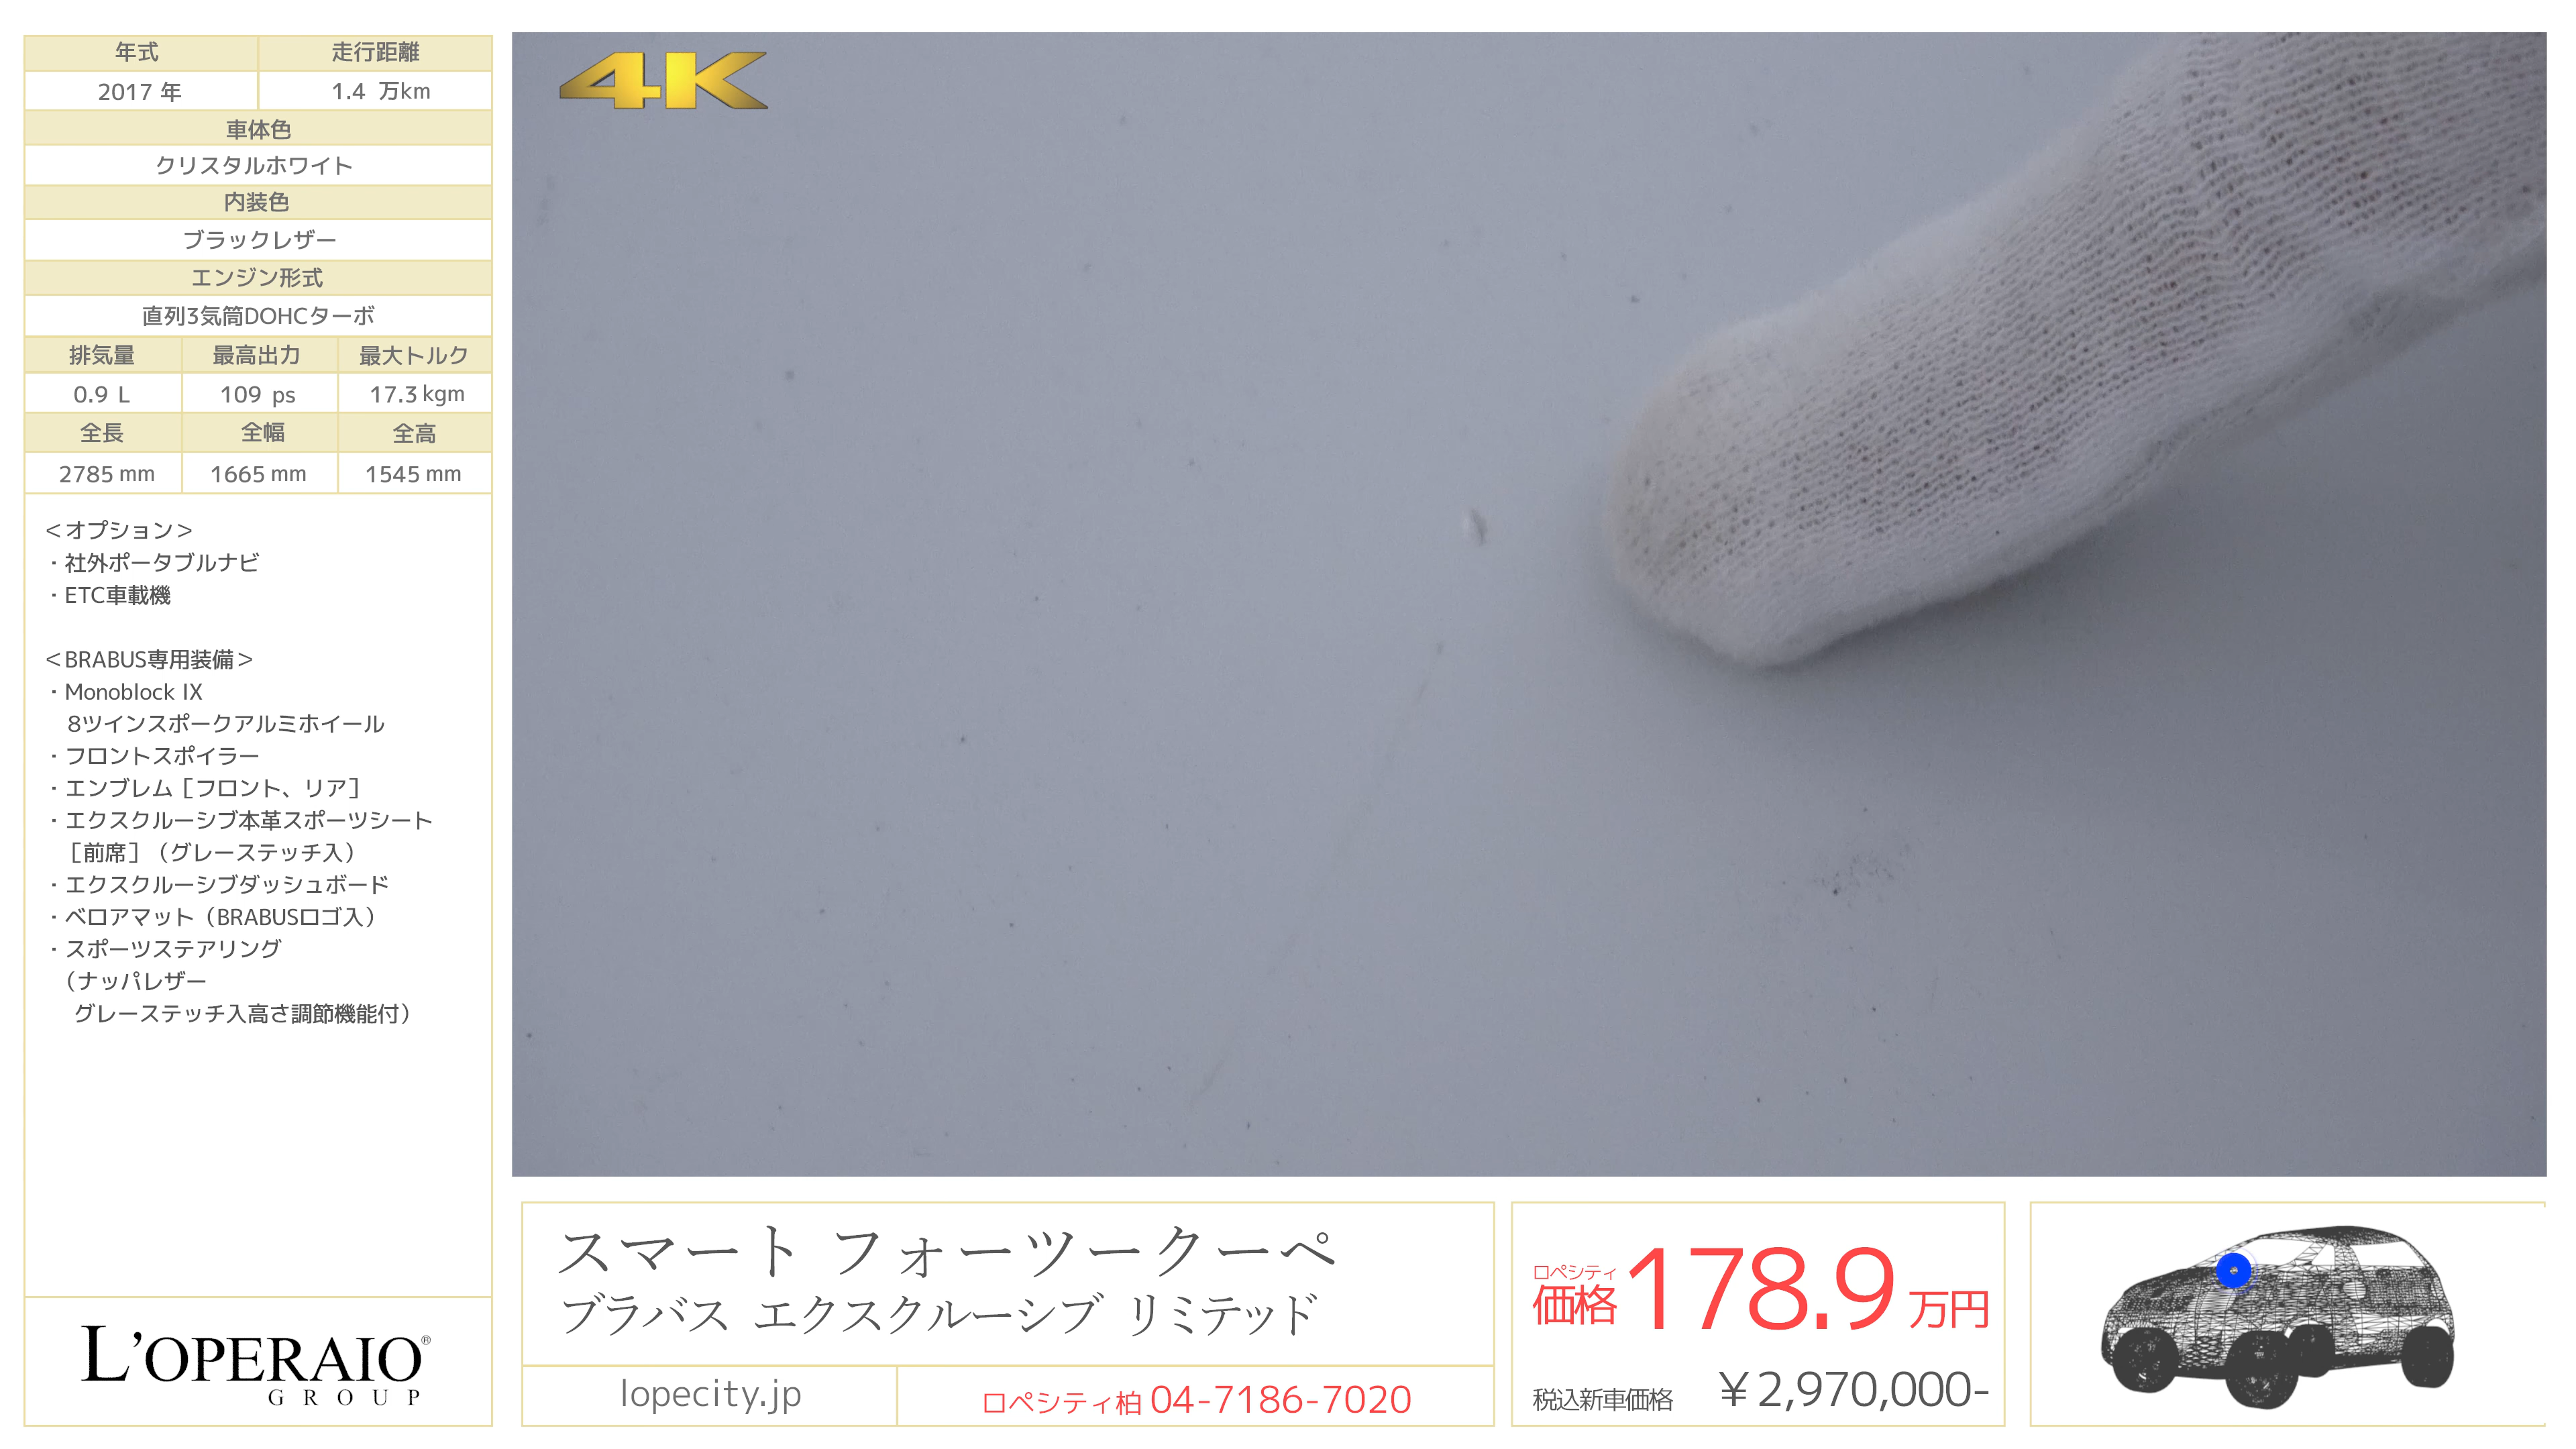 年式 走行距離
2017 年 1.4 万km
車体色
クリスタルホワイト
内装色
ブラックレザー
エンジン形式
直列3気筒DOHCターボ
排気量 最高出力 最大トルク
0.9 L 109 ps 17.3 kgm
全長 全幅 全高
2785 mm 1665 mm 1545 mm
＜オプション＞
・社外ポータブルナビ
・ETC車載機
＜BRABUS専用装備＞
・Monoblock IX
8ツインスポークアルミホイール
・フロントスポイラー
・エンブレム［フロント、リア］
・エクスクルーシブ本革スポーツシート
［前席］（グレーステッチ入）
・エクスクルーシブダッシュボード
・ベロアマット（BRABUSロゴ入）
・スポーツステアリング
（ナッパレザー
グレーステッチ入高さ調節機能付）
L'OPERAIO®
GROUP
4K
スマート フォーツークーペ
ブラバス エクスクルーシブ リミテッド
lopecity.jp
ロペシティ柏 04-7186-7020
ロペシティ
価格 178.9 万円
税込新車価格 ¥2,970,000-